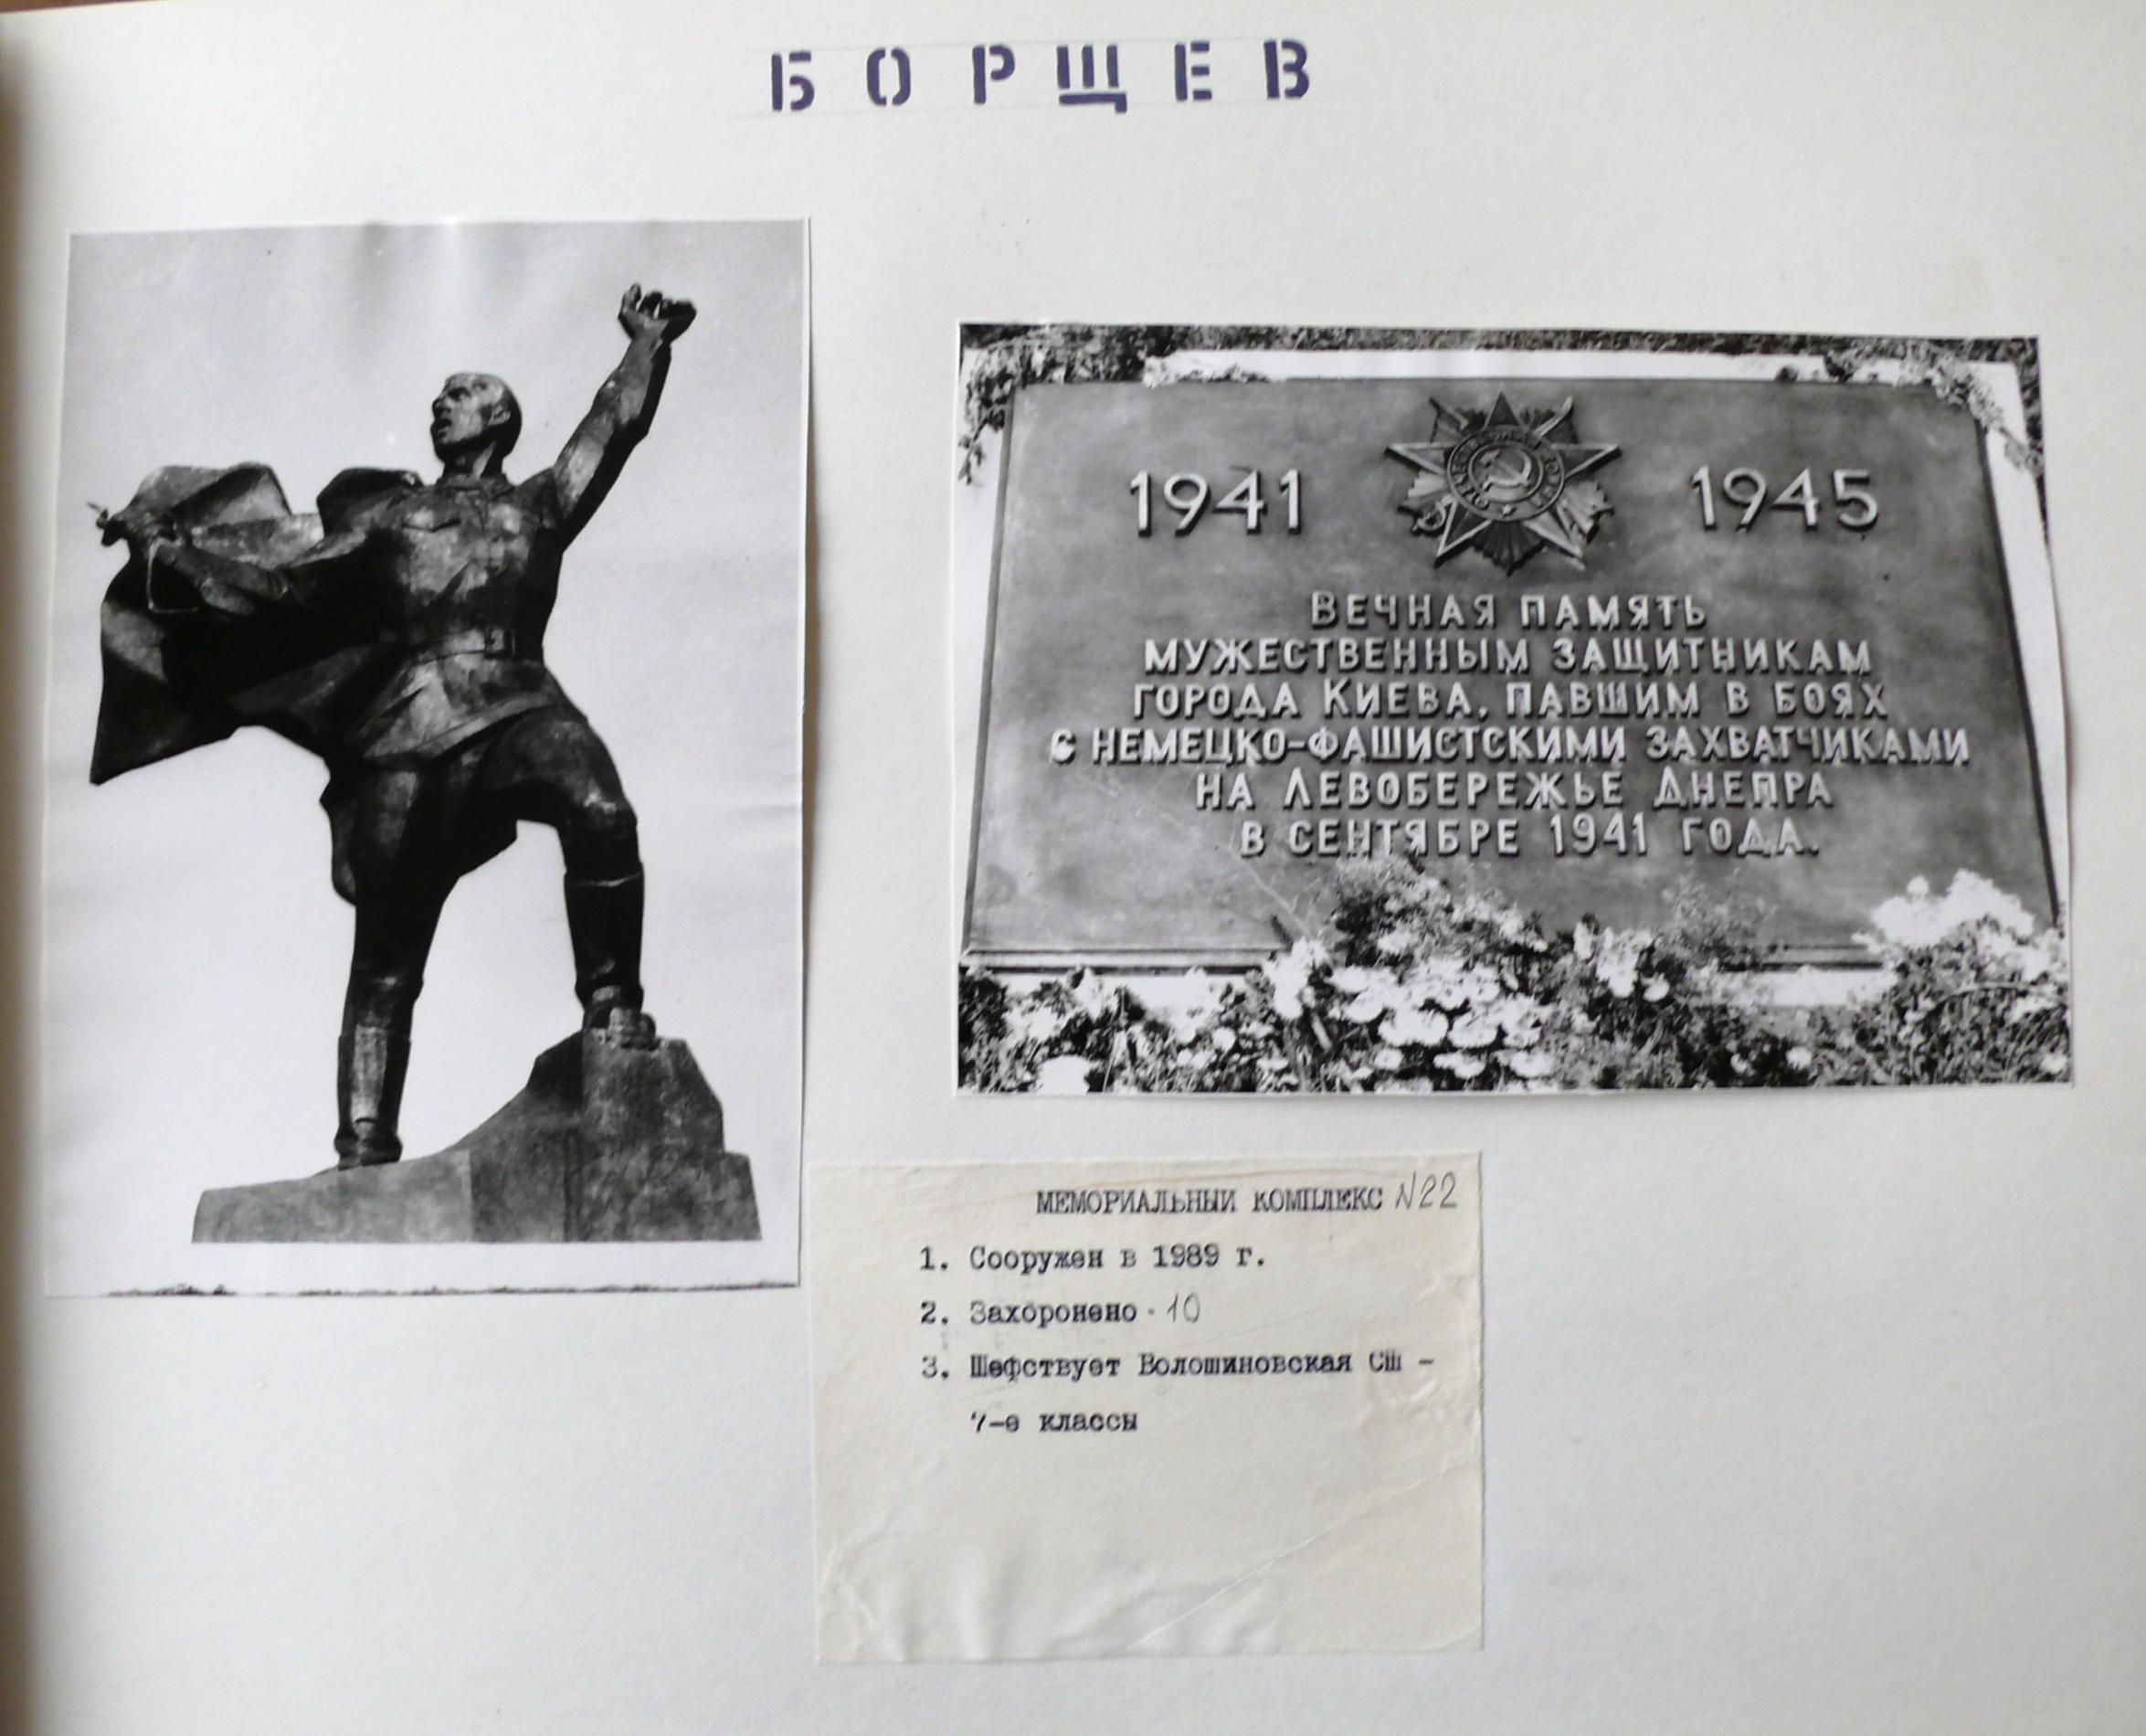 БОРЩЕВ
1941 1945
ВЕЧНАЯ ПАМЯТЬ
МУЖЕСТВЕННЫМ ЗАЩИТНИКАМ
ГОРОДА КИЕВА, ПАВШИМ В БОЯХ
С НЕМЕЦКО-ФАШИСТСКИМИ ЗАХВАТЧИКАМИ
НА ЛЕВОБЕРЕЖЬЕ ДНЕПРА
В СЕНТЯБРЕ 1941 ГОДА.
МЕМОРИАЛЬНЫЙ КОМПЛЕКС N22
1. Сооружен в 1989 г.
2. Захоронено - 10
3. Шефствует Волошиновская СШ -
7-е классы